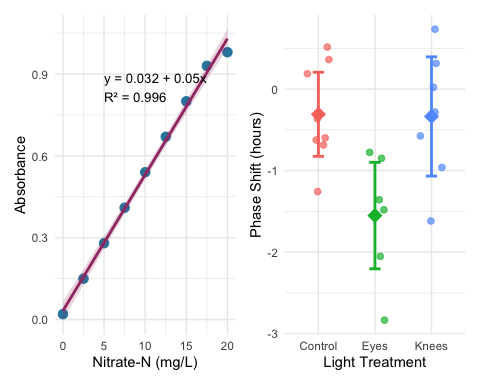 y = 0.032 + 0.05x
R² = 0.996
Absorbance
0.9
0.6
0.3
0.0
0 5 10 15 20
Nitrate-N (mg/L)
Phase Shift (hours)
0
-1
-2
-3
Control Eyes Knees
Light Treatment